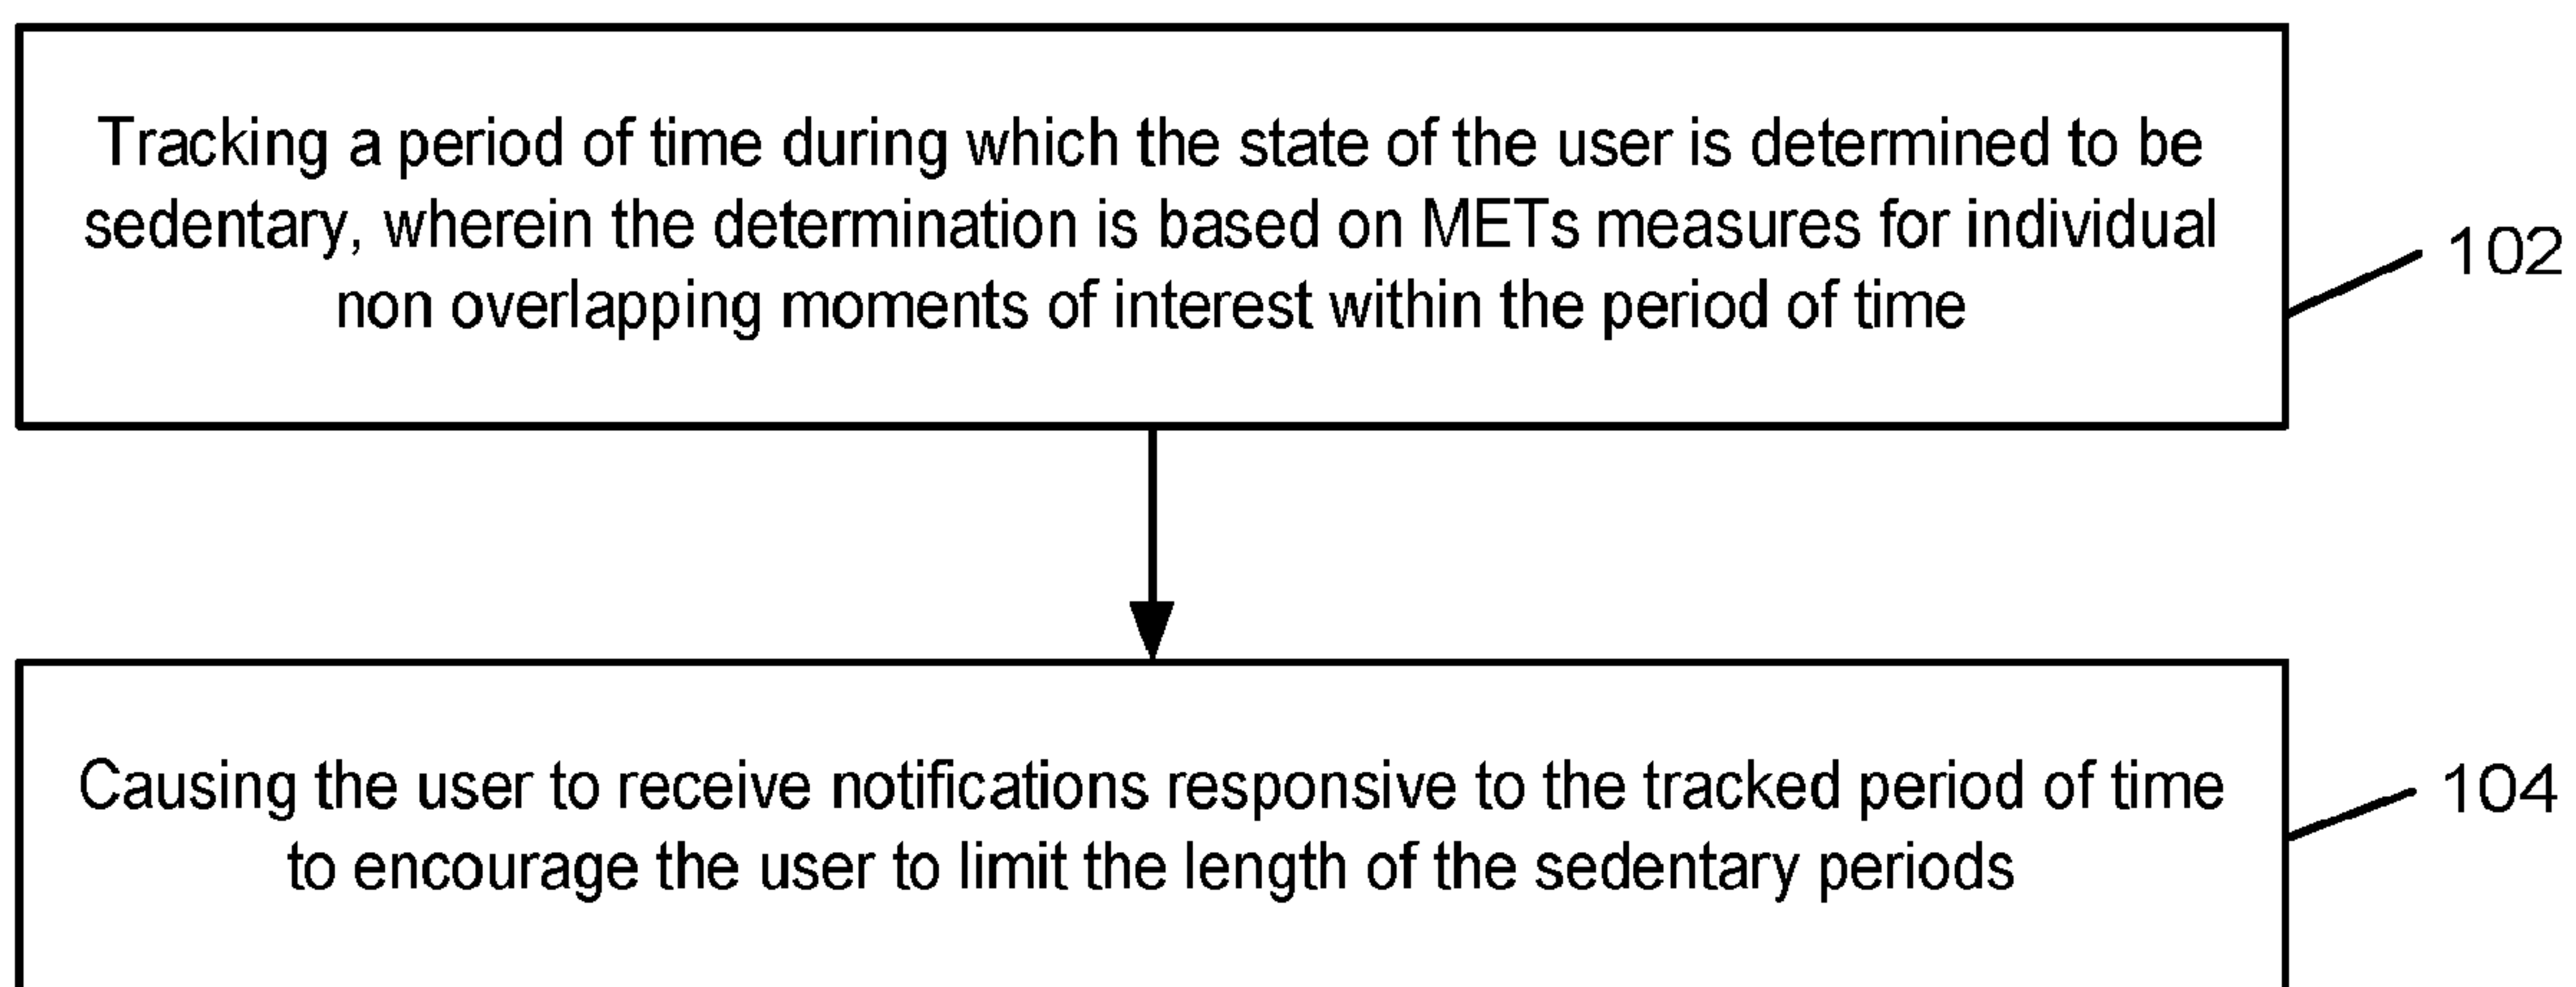 Tracking a period of time during which the state of the user is determined to be
sedentary, wherein the determination is based on METs measures for individual
non overlapping moments of interest within the period of time
102
Causing the user to receive notifications responsive to the tracked period of time
to encourage the user to limit the length of the sedentary periods
104